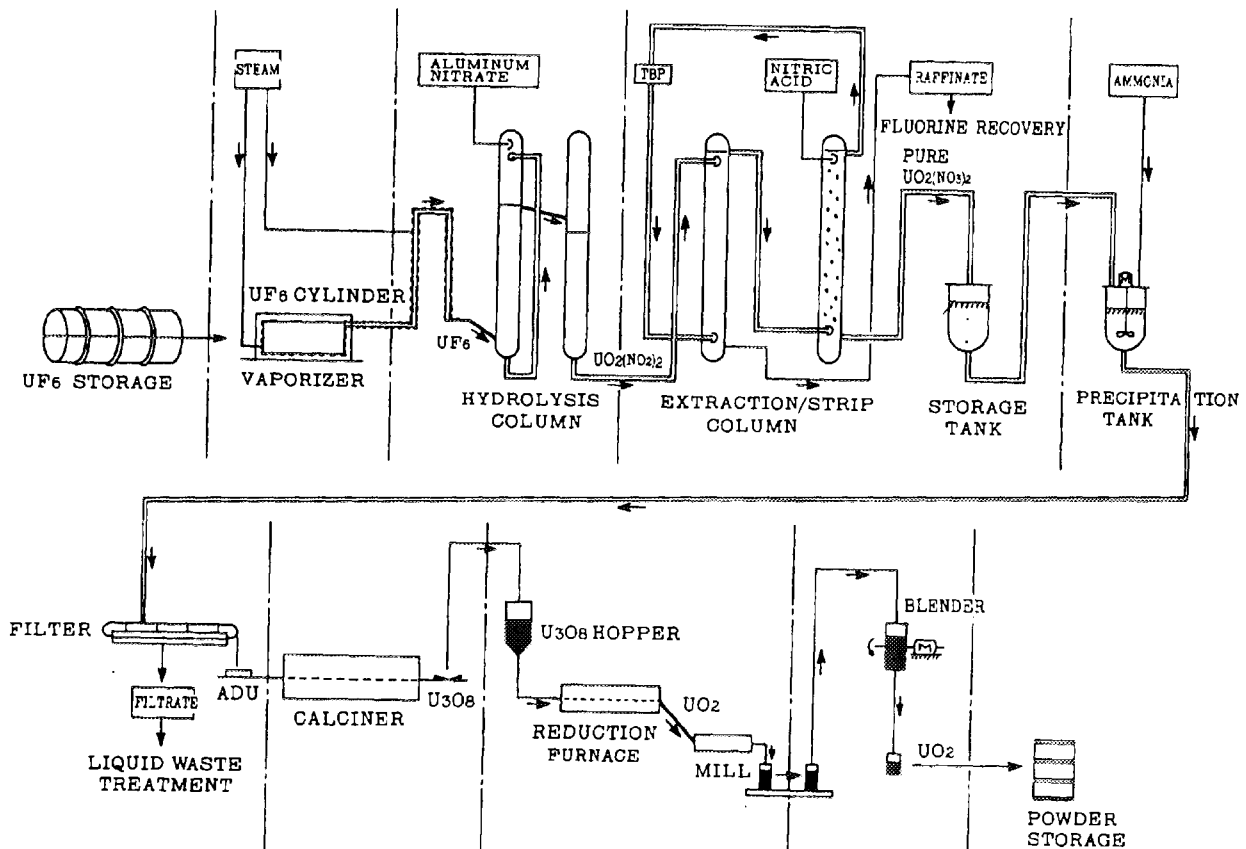 STEAM
ALUMINUM
NITRATE
TBP
NITRIC
ACID
RAFFINATE
AMMONIA
FLUORINE RECOVERY
PURE
UO2(NO3)2
UF6 CYLINDER
UF6
UO2(NO2)2
UF6 STORAGE
VAPORIZER
HYDROLYSIS
COLUMN
EXTRACTION/STRIP
COLUMN
STORAGE
TANK
PRECIPITATION
TANK
FILTER
ADU
FILTRATE
LIQUID WASTE
TREATMENT
CALCINER
U3O8
U3O8 HOPPER
REDUCTION
FURNACE
UO2
MILL
BLENDER
M
UO2
POWDER
STORAGE